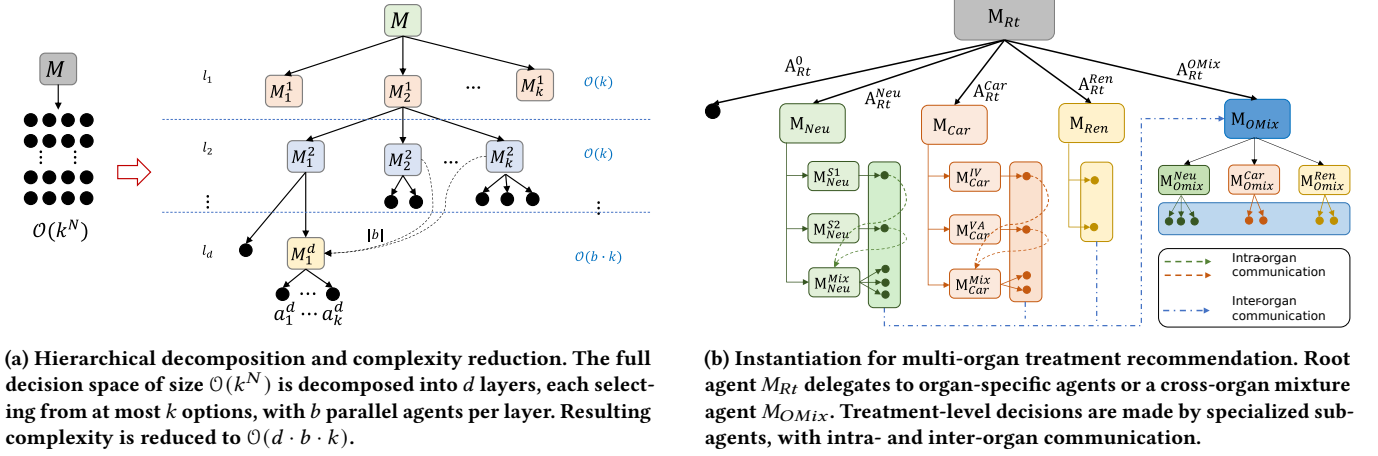 M
O(k^N)
M
l_1
M_1^1
M_2^1
...
M_k^1
O(k)
l_2
M_1^2
M_2^2
...
M_k^2
O(k)
⋮
⋮
|b|
l_d
M_1^d
O(b · k)
...
a_1^d ... a_k^d
(a) Hierarchical decomposition and complexity reduction. The full
decision space of size O(k^N) is decomposed into d layers, each select-
ing from at most k options, with b parallel agents per layer. Resulting
complexity is reduced to O(d · b · k).
M_Rt
A_Rt^0
A_Rt^Neu
A_Rt^Car
A_Rt^Ren
A_Rt^OMix
M_Neu
M_Car
M_Ren
M_OMix
M_Neu^S1
M_Car^IV
M_Omix^Neu
M_Omix^Car
M_Omix^Ren
M_Neu^S2
M_Car^VA
M_Neu^Mix
M_Car^Mix
Intra-organ
communication
Inter-organ
communication
(b) Instantiation for multi-organ treatment recommendation. Root
agent M_Rt delegates to organ-specific agents or a cross-organ mixture
agent M_OMix. Treatment-level decisions are made by specialized sub-
agents, with intra- and inter-organ communication.